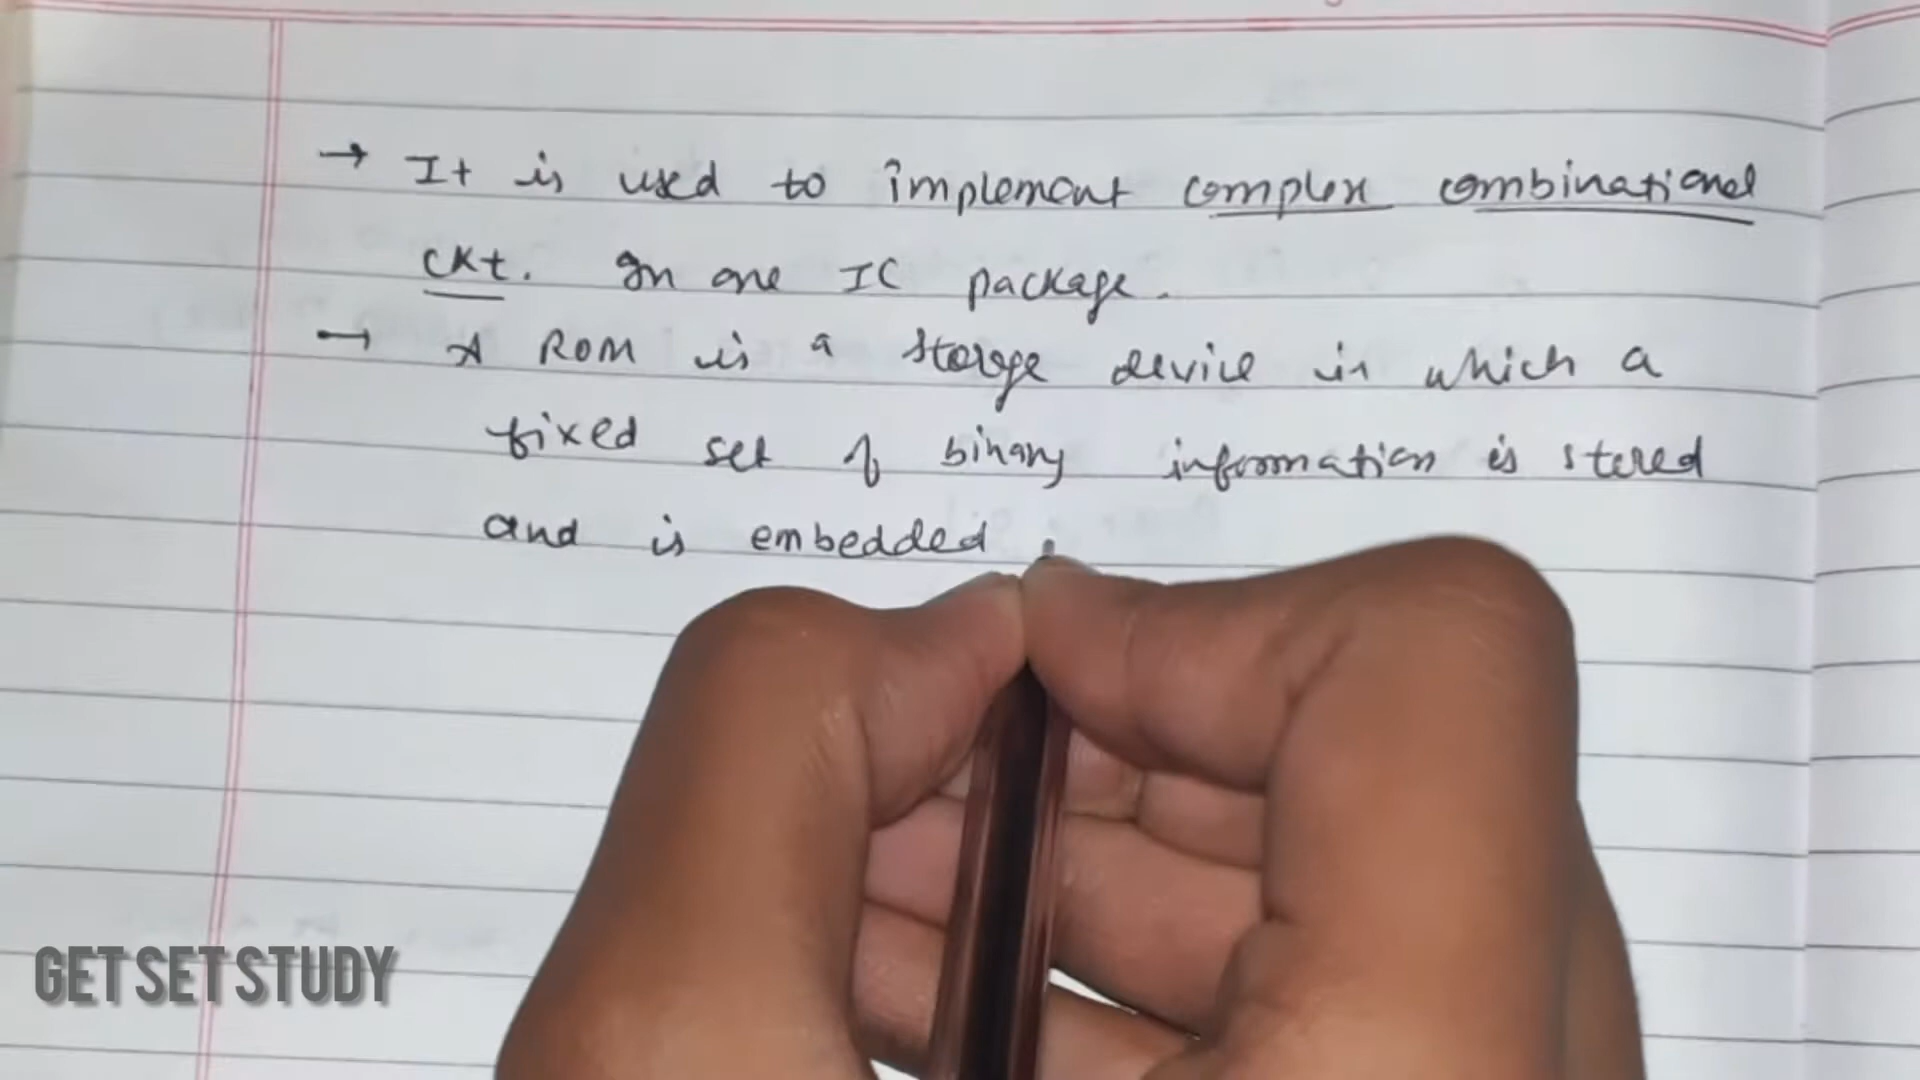 → It is used to implement complex combinational
ckt. In one IC package.
→ A ROM is a storage device in which a
fixed set of binary information is stored
and is embedded
GET SET STUDY